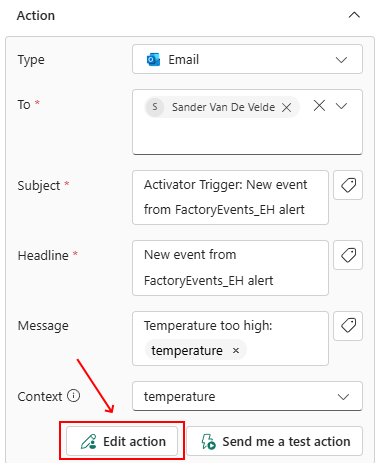 Action
Type
Email
To *
S Sander Van De Velde
Subject *
Activator Trigger: New event
from FactoryEvents_EH alert
Headline *
New event from
FactoryEvents_EH alert
Message
Temperature too high:
temperature
Context
temperature
Edit action
Send me a test action